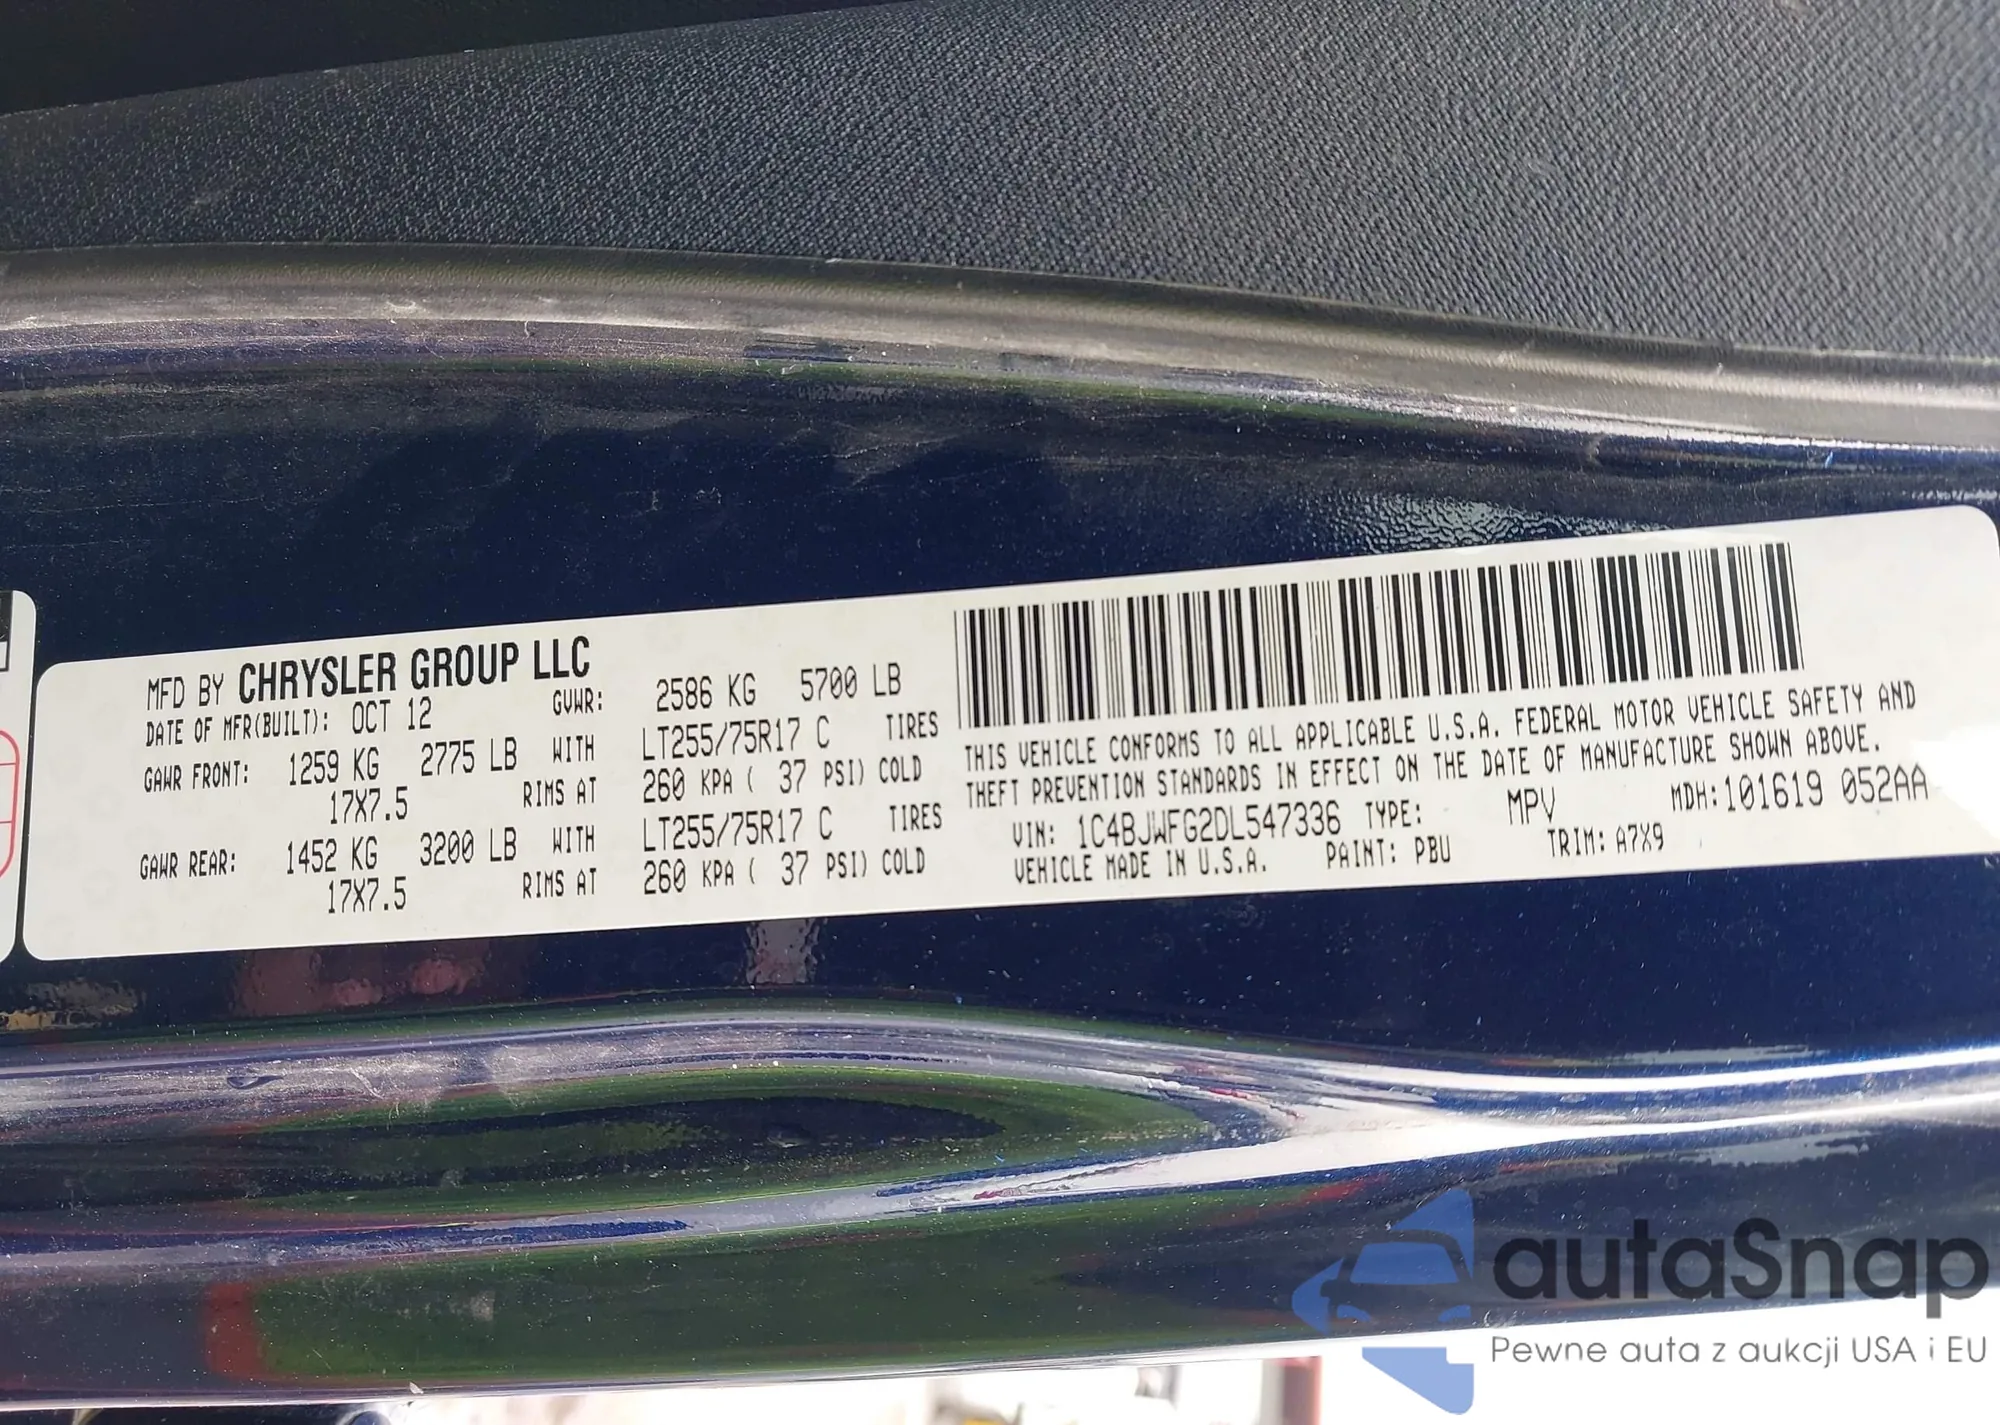 MFD BY CHRYSLER GROUP LLC
DATE OF MFR(BUILT): OCT 12 GVWR: 2586 KG 5700 LB
GAWR FRONT: 1259 KG 2775 LB WITH LT255/75R17 C TIRES
17X7.5 RIMS AT 260 KPA ( 37 PSI) COLD
GAWR REAR: 1452 KG 3200 LB WITH LT255/75R17 C TIRES
17X7.5 RIMS AT 260 KPA ( 37 PSI) COLD
THIS VEHICLE CONFORMS TO ALL APPLICABLE U.S.A. FEDERAL MOTOR VEHICLE SAFETY AND
THEFT PREVENTION STANDARDS IN EFFECT ON THE DATE OF MANUFACTURE SHOWN ABOVE.
VIN: 1C4BJWFG2DL547336 TYPE: MPV MDH:101619 052AA
VEHICLE MADE IN U.S.A. PAINT: PBU TRIM: A7X9
autaSnap
Pewne auta z aukcji USA i EU